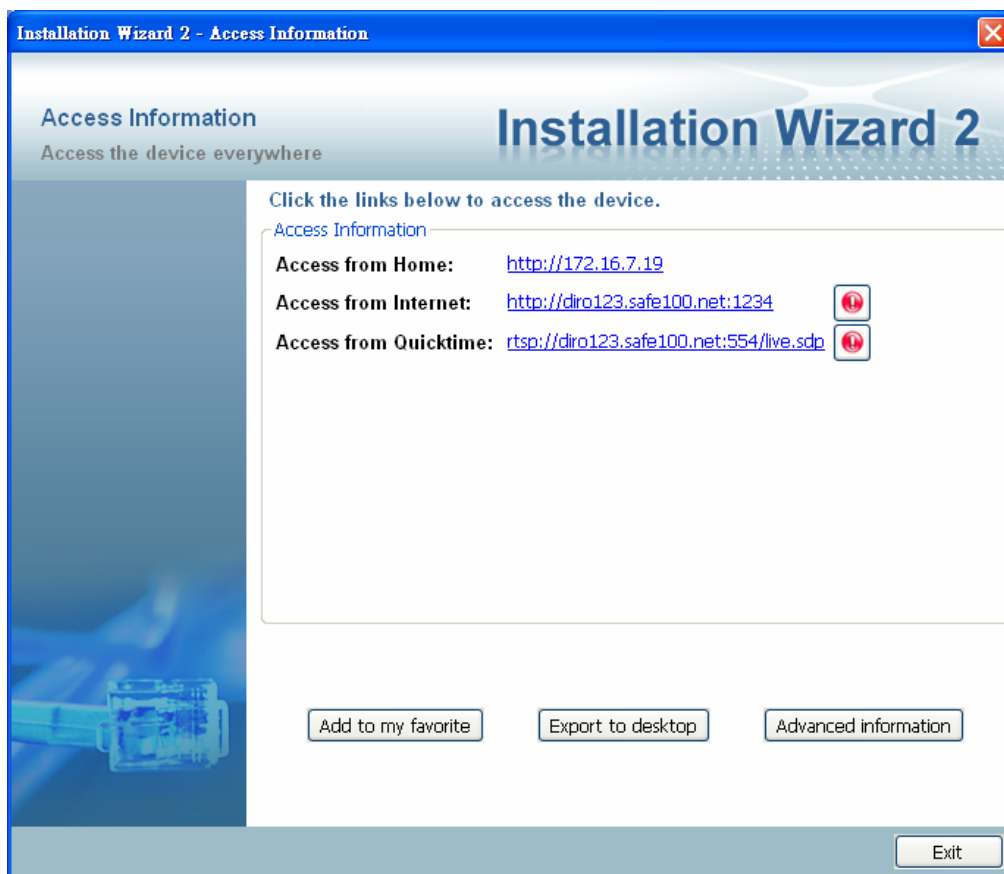 Installation Wizard 2 - Access Information
Access Information
Access the device everywhere
Installation Wizard 2
Click the links below to access the device.
Access Information
Access from Home: http://172.16.7.19
Access from Internet: http://diro123.safe100.net:1234
Access from Quicktime: rtsp://diro123.safe100.net:554/live.sdp
Add to my favorite Export to desktop Advanced information
Exit